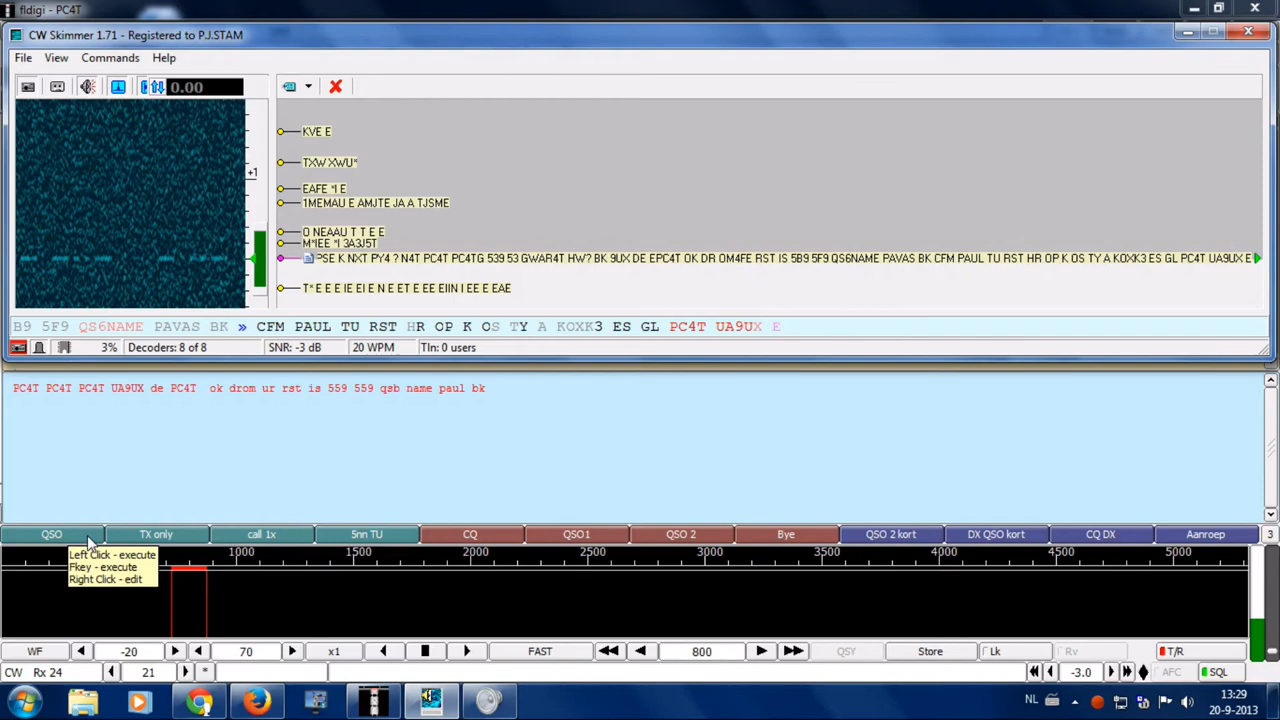 fldigi - PC4T
CW Skimmer 1.71 - Registered to P.J.STAM
File View Commands Help
0.00
KVE E
TXW XWU*
+1
EAFE *I E
1MEMAU E AMJTE JA A TJSME
O NEAAU T T E E
M*IEE *I 3A3J5T
PSE K NXT PY4 ? N4T PC4T PC4TG 539 53 GWAR4T HW? BK 9UX DE EPC4T OK DR OM4FE RST IS 5B9 5F9 QS6NAME PAVAS BK CFM PAUL TU RST HR OP K OS TY A KOXK3 ES GL PC4T UA9UX E
T* E E E IE EI E N E ET E EE EIIN I EE E EAE
B9 5F9 QS6NAME PAVAS BK » CFM PAUL TU RST HR OP K OS TY A KOXK3 ES GL PC4T UA9UX E
3% Decoders: 8 of 8 SNR: -3 dB 20 WPM Tln: 0 users
PC4T PC4T PC4T UA9UX de PC4T ok drom ur rst is 559 559 qsb name paul bk
QSO TX only call 1x 5nn TU CQ QSO1 QSO 2 Bye QSO 2 kort DX QSO kort CQ DX Aanroep 3
1000 1500 2000 2500 3000 3500 4000 4500 5000
Left Click - execute
Fkey - execute
Right Click - edit
WF -20 70 x1 FAST 800 QSY Store Lk Rv T/R
CW Rx 24 21 * -3.0 AFC SQL
NL 13:29
20-9-2013